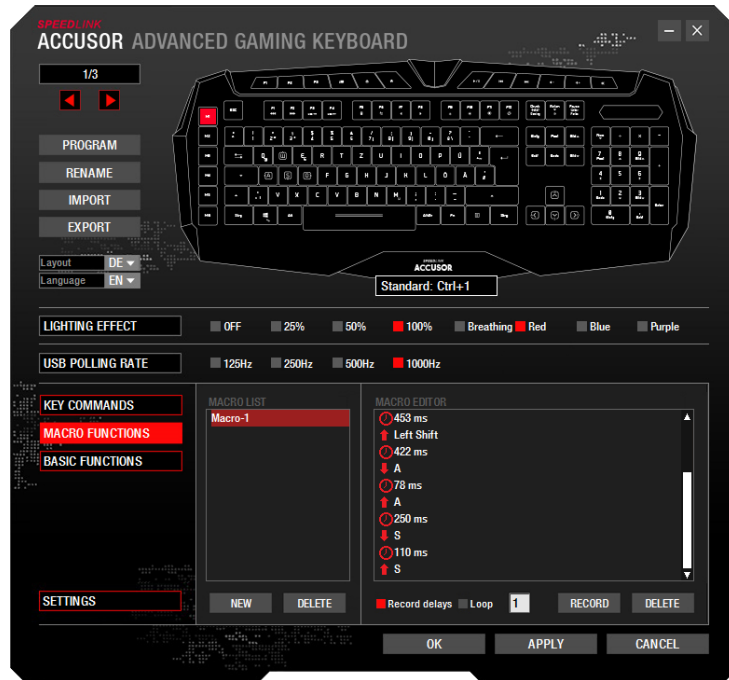 SPEEDLINK
ACCUSOR ADVANCED GAMING KEYBOARD
1/3
PROGRAM
RENAME
IMPORT
EXPORT
Layout DE
Language EN
ACCUSOR
Standard: Ctrl+1
LIGHTING EFFECT OFF 25% 50% 100% Breathing Red Blue Purple
USB POLLING RATE 125Hz 250Hz 500Hz 1000Hz
KEY COMMANDS
MACRO FUNCTIONS
BASIC FUNCTIONS
SETTINGS
MACRO LIST
Macro-1
NEW DELETE
MACRO EDITOR
453 ms
Left Shift
422 ms
A
78 ms
A
250 ms
S
110 ms
S
Record delays Loop 1 RECORD DELETE
OK APPLY CANCEL